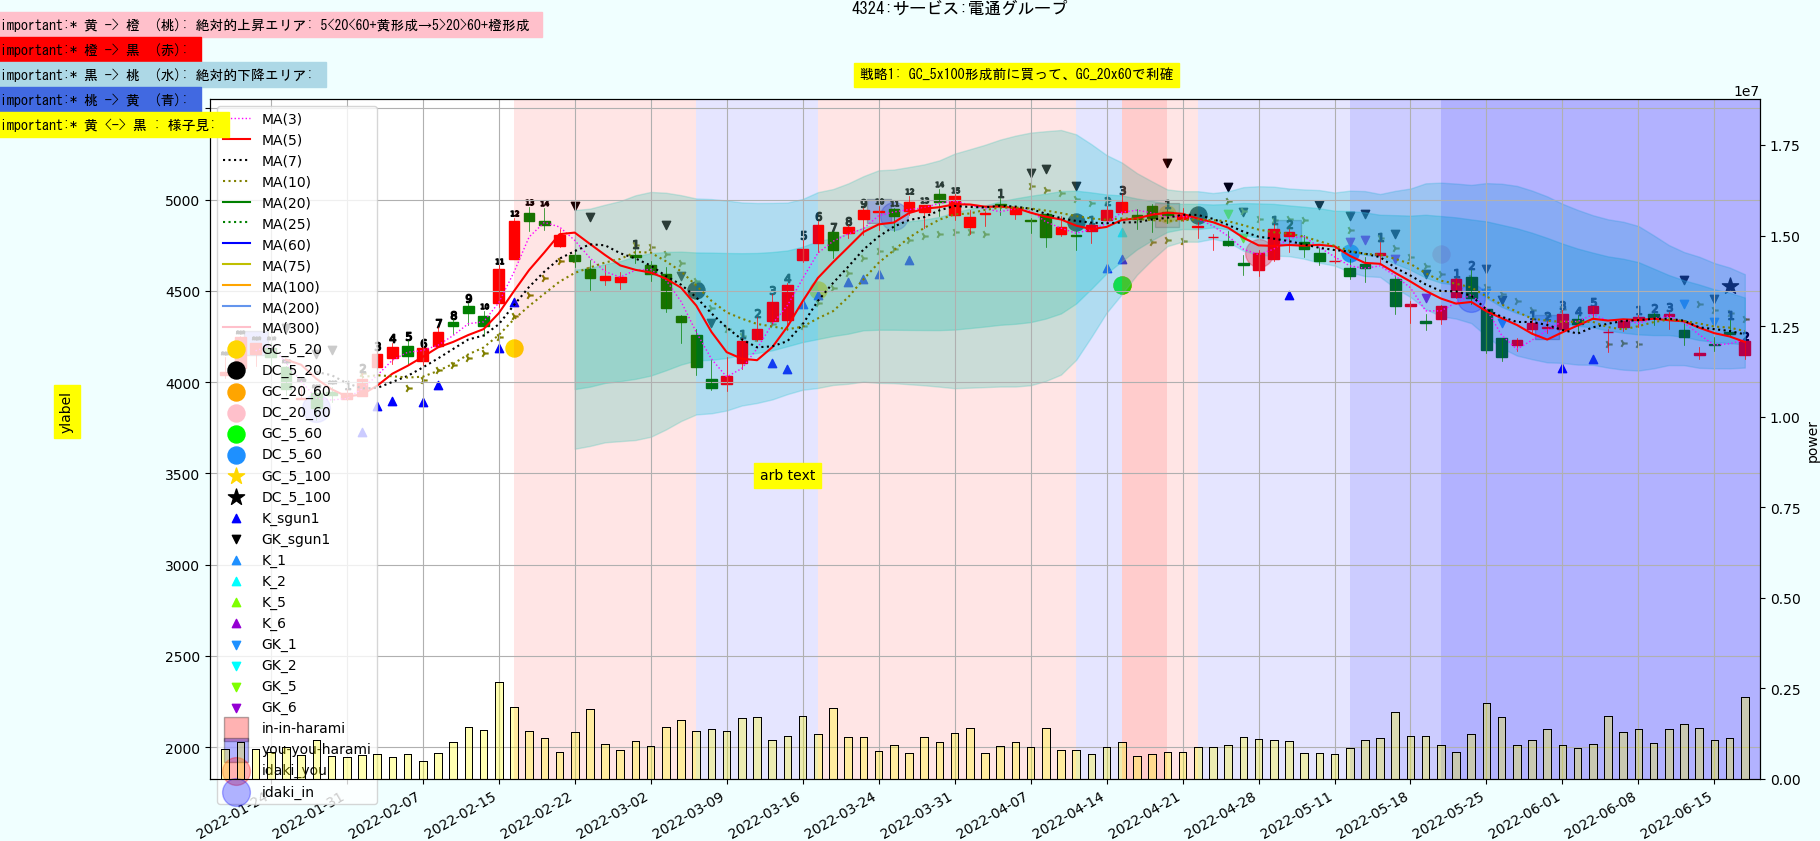 4324:サービス:電通グループ
important:* 黄 -> 橙 (桃): 絶対的上昇エリア: 5<20<60+黄形成→5>20>60+橙形成
important:* 橙 -> 黒 (赤):
important:* 黒 -> 桃 (水): 絶対的下降エリア:
戦略1: GC_5x100形成前に買って、GC_20x60で利確
important:* 桃 -> 黄 (青):
important:* 黄 <-> 黒 : 様子見:
1e7
MA(3)
MA(5)
MA(7)
MA(10)
MA(20)
MA(25)
MA(60)
MA(75)
MA(100)
MA(200)
MA(300)
GC_5_20
DC_5_20
GC_20_60
DC_20_60
GC_5_60
DC_5_60
GC_5_100
DC_5_100
K_sgun1
GK_sgun1
K_1
K_2
K_5
K_6
GK_1
GK_2
GK_5
GK_6
in-in-harami
you-you-harami
idaki_you
idaki_in
5000
4500
4000
3500
3000
2500
2000
ylabel
arb text
1.75
1.50
1.25
1.00
0.75
0.50
0.25
0.00
power
2022-01-24
2022-01-31
2022-02-07
2022-02-15
2022-02-22
2022-03-02
2022-03-09
2022-03-16
2022-03-24
2022-03-31
2022-04-07
2022-04-14
2022-04-21
2022-04-28
2022-05-11
2022-05-18
2022-05-25
2022-06-01
2022-06-08
2022-06-15